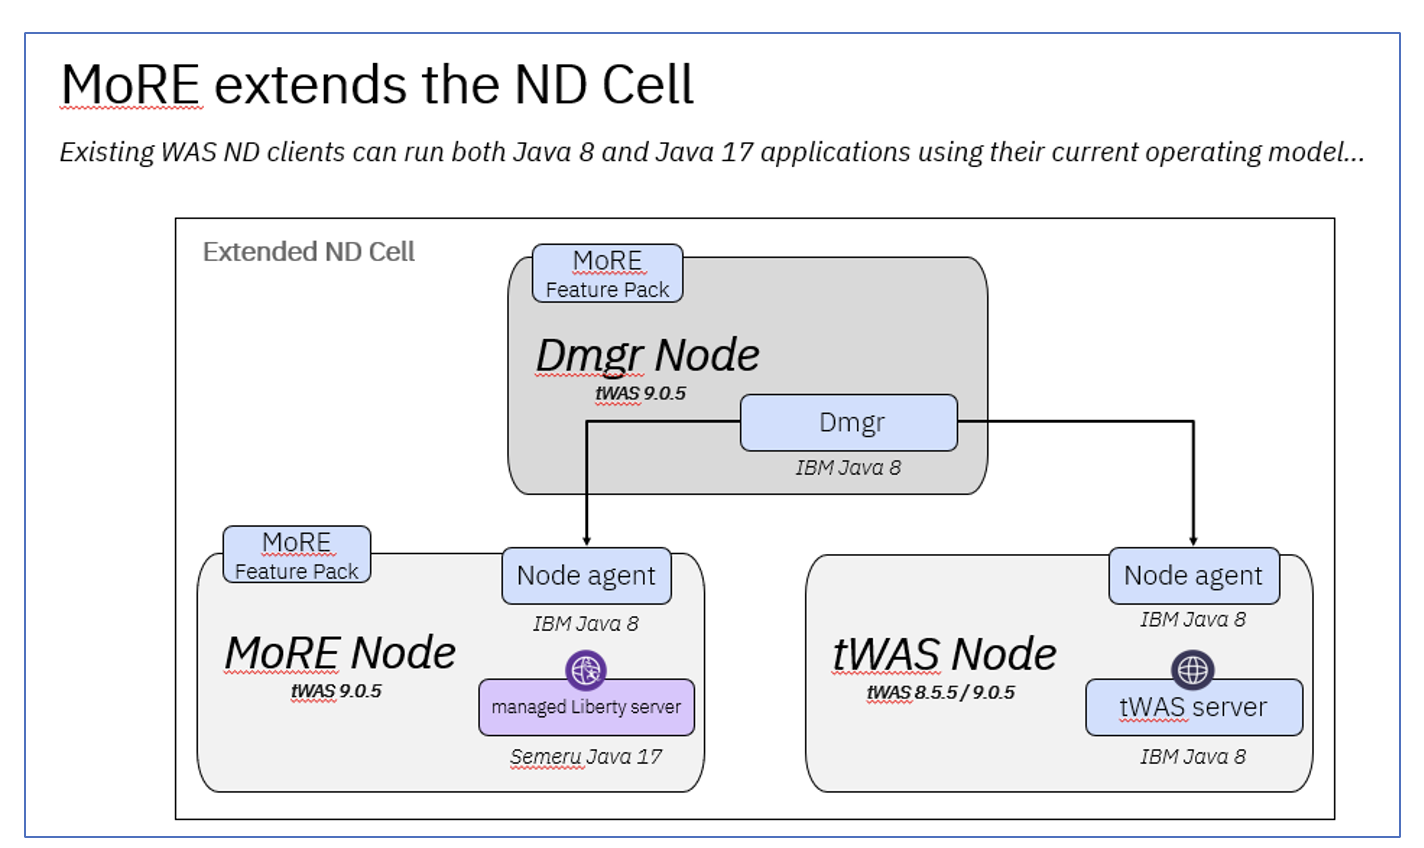 MoRE extends the ND Cell
Existing WAS ND clients can run both Java 8 and Java 17 applications using their current operating model...
Extended ND Cell
MoRE
Feature Pack
Dmgr Node
tWAS 9.0.5
Dmgr
IBM Java 8
MoRE
Feature Pack
Node agent
IBM Java 8
MoRE Node
tWAS 9.0.5
managed Liberty server
Semeru Java 17
Node agent
IBM Java 8
tWAS Node
tWAS 8.5.5 / 9.0.5
tWAS server
IBM Java 8